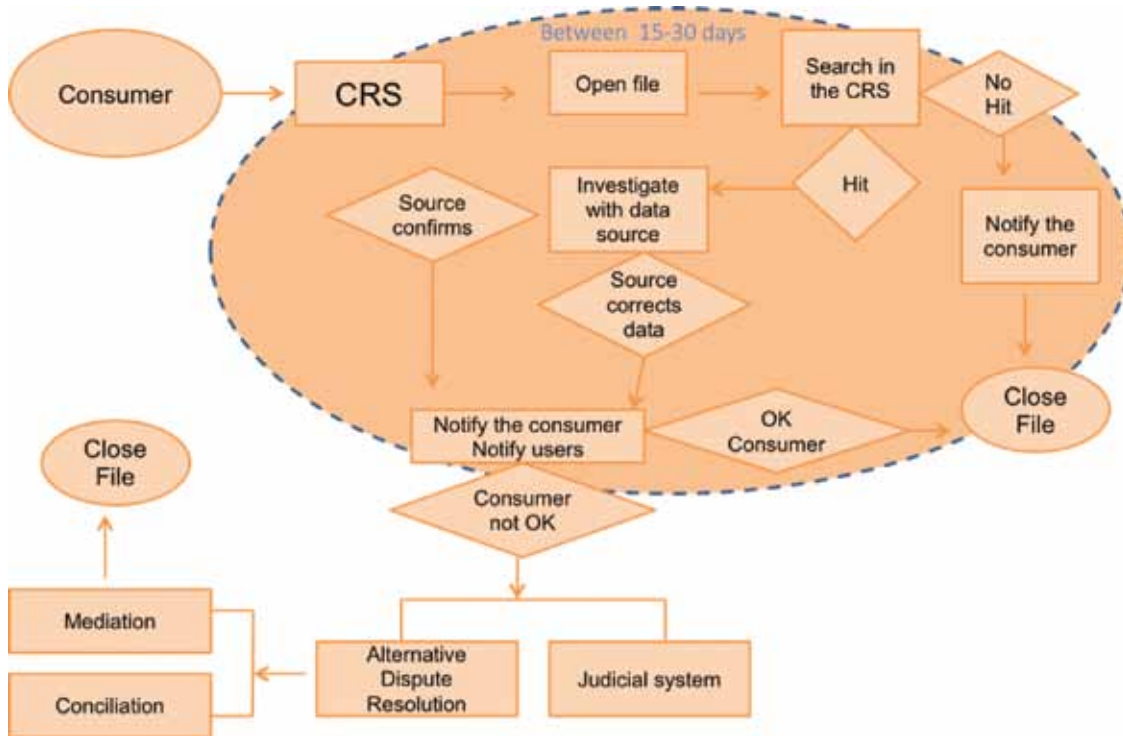 Between 15-30 days
Consumer
CRS
Open file
Search in
the CRS
No
Hit
Hit
Investigate
with data
source
Source
confirms
Notify the
consumer
Source
corrects
data
Notify the consumer
Notify users
OK
Consumer
Close
File
Close
File
Consumer
not OK
Mediation
Conciliation
Alternative
Dispute
Resolution
Judicial system